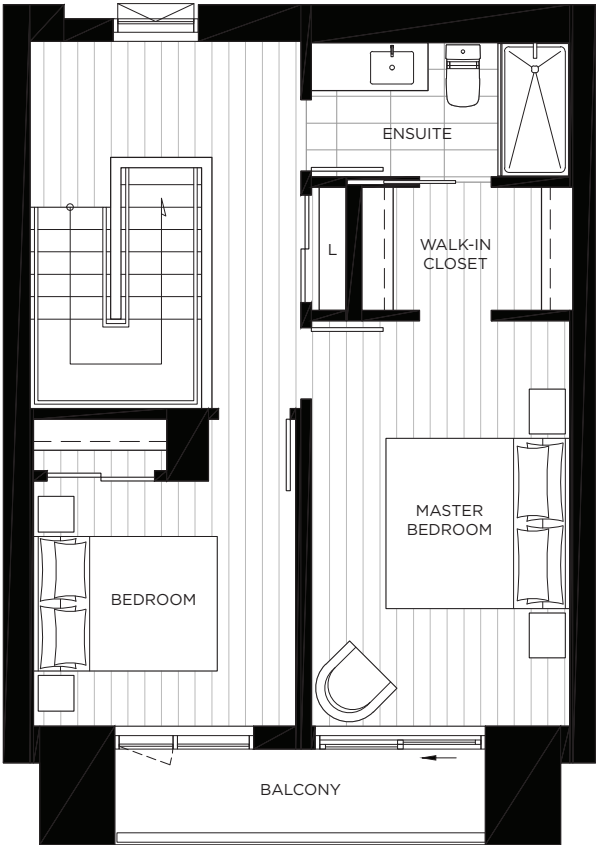 ENSUITE
L
WALK-IN
CLOSET
MASTER
BEDROOM
BEDROOM
BALCONY